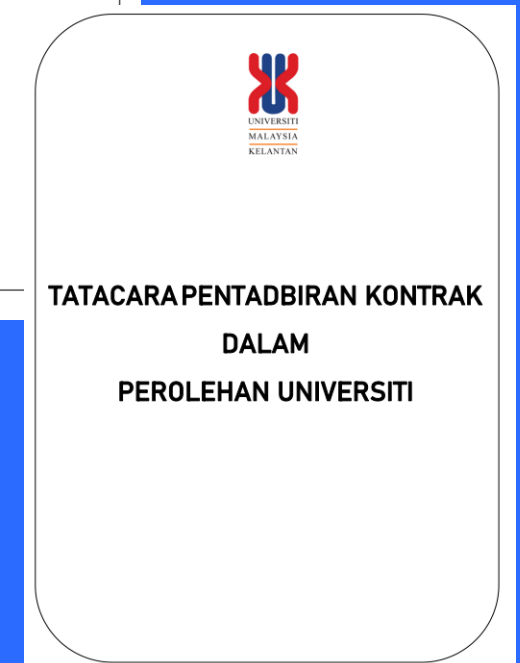 UNIVERSITI
MALAYSIA
KELANTAN
TATACARA PENTADBIRAN KONTRAK
DALAM
PEROLEHAN UNIVERSITI